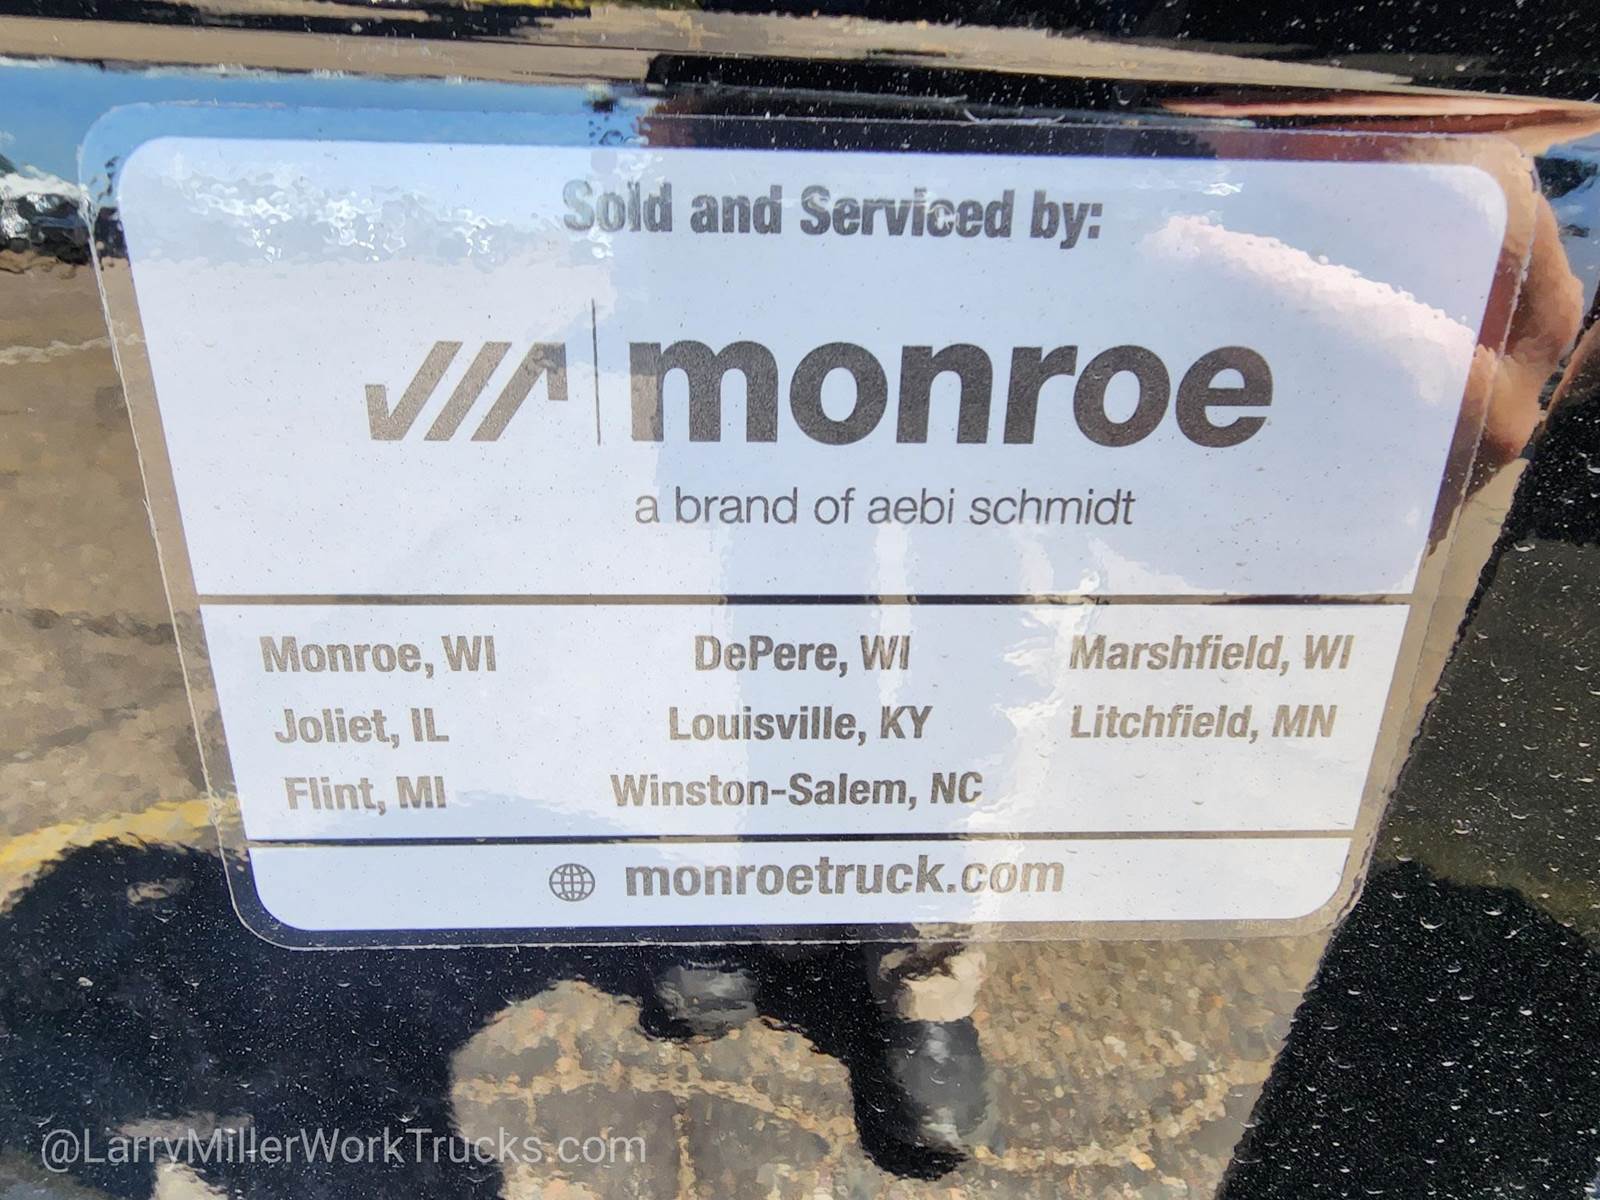 Sold and Serviced by:
monroe
a brand of aebi schmidt
Monroe, WI DePere, WI Marshfield, WI
Joliet, IL Louisville, KY Litchfield, MN
Flint, MI Winston-Salem, NC
monroetruck.com
@LarryMillerWorkTrucks.com